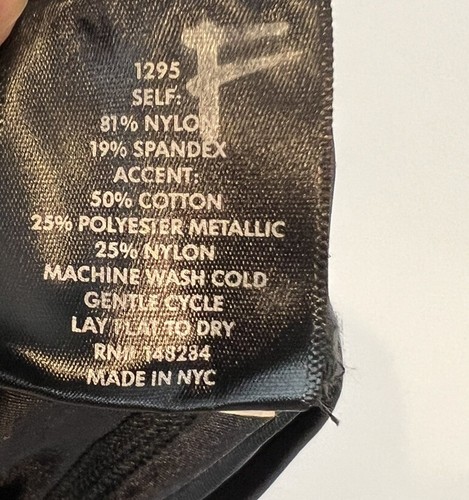 1295
SELF:
81% NYLON
19% SPANDEX
ACCENT:
50% COTTON
25% POLYESTER METALLIC
25% NYLON
MACHINE WASH COLD
GENTLE CYCLE
LAY FLAT TO DRY
RN# 148284
MADE IN NYC